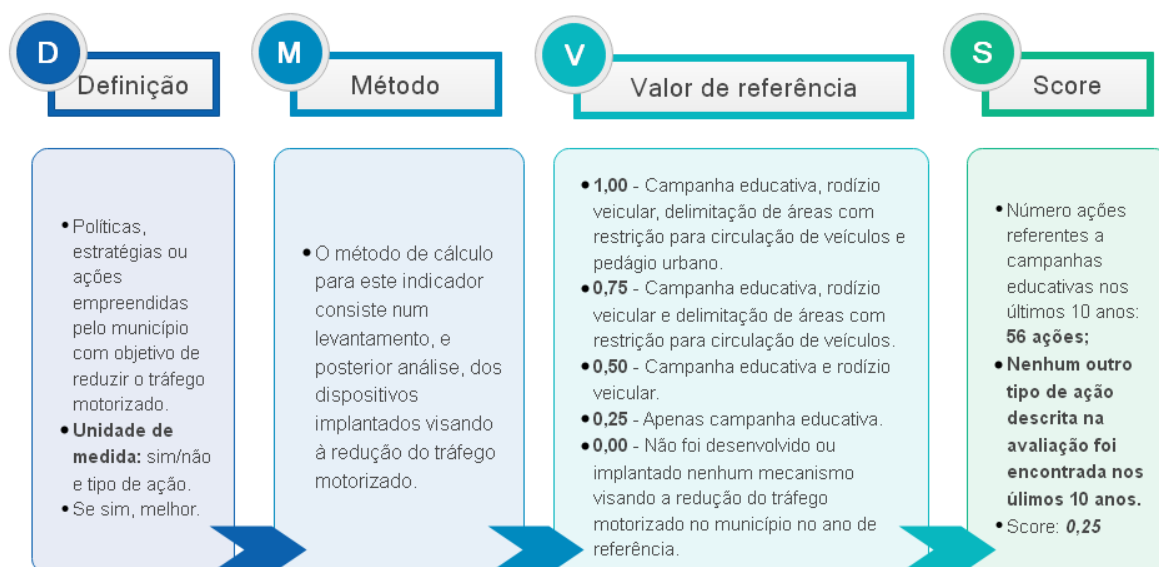 D
Definição
• Políticas,
estratégias ou
ações
empreendidas
pelo município
com objetivo de
reduzir o tráfego
motorizado.
• Unidade de
medida: sim/não
e tipo de ação.
• Se sim, melhor.
M
Método
• O método de cálculo
para este indicador
consiste num
levantamento, e
posterior análise, dos
dispositivos
implantados visando
à redução do tráfego
motorizado.
V
Valor de referência
• 1,00 - Campanha educativa, rodízio
veicular, delimitação de áreas com
restrição para circulação de veículos e
pedágio urbano.
• 0,75 - Campanha educativa, rodízio
veicular e delimitação de áreas com
restrição para circulação de veículos.
• 0,50 - Campanha educativa e rodízio
veicular.
• 0,25 - Apenas campanha educativa.
• 0,00 - Não foi desenvolvido ou
implantado nenhum mecanismo
visando a redução do tráfego
motorizado no município no ano de
referência.
S
Score
• Número ações
referentes a
campanhas
educativas nos
últimos 10 anos:
56 ações;
• Nenhum outro
tipo de ação
descrita na
avaliação foi
encontrada nos
úlimos 10 anos.
• Score: 0,25